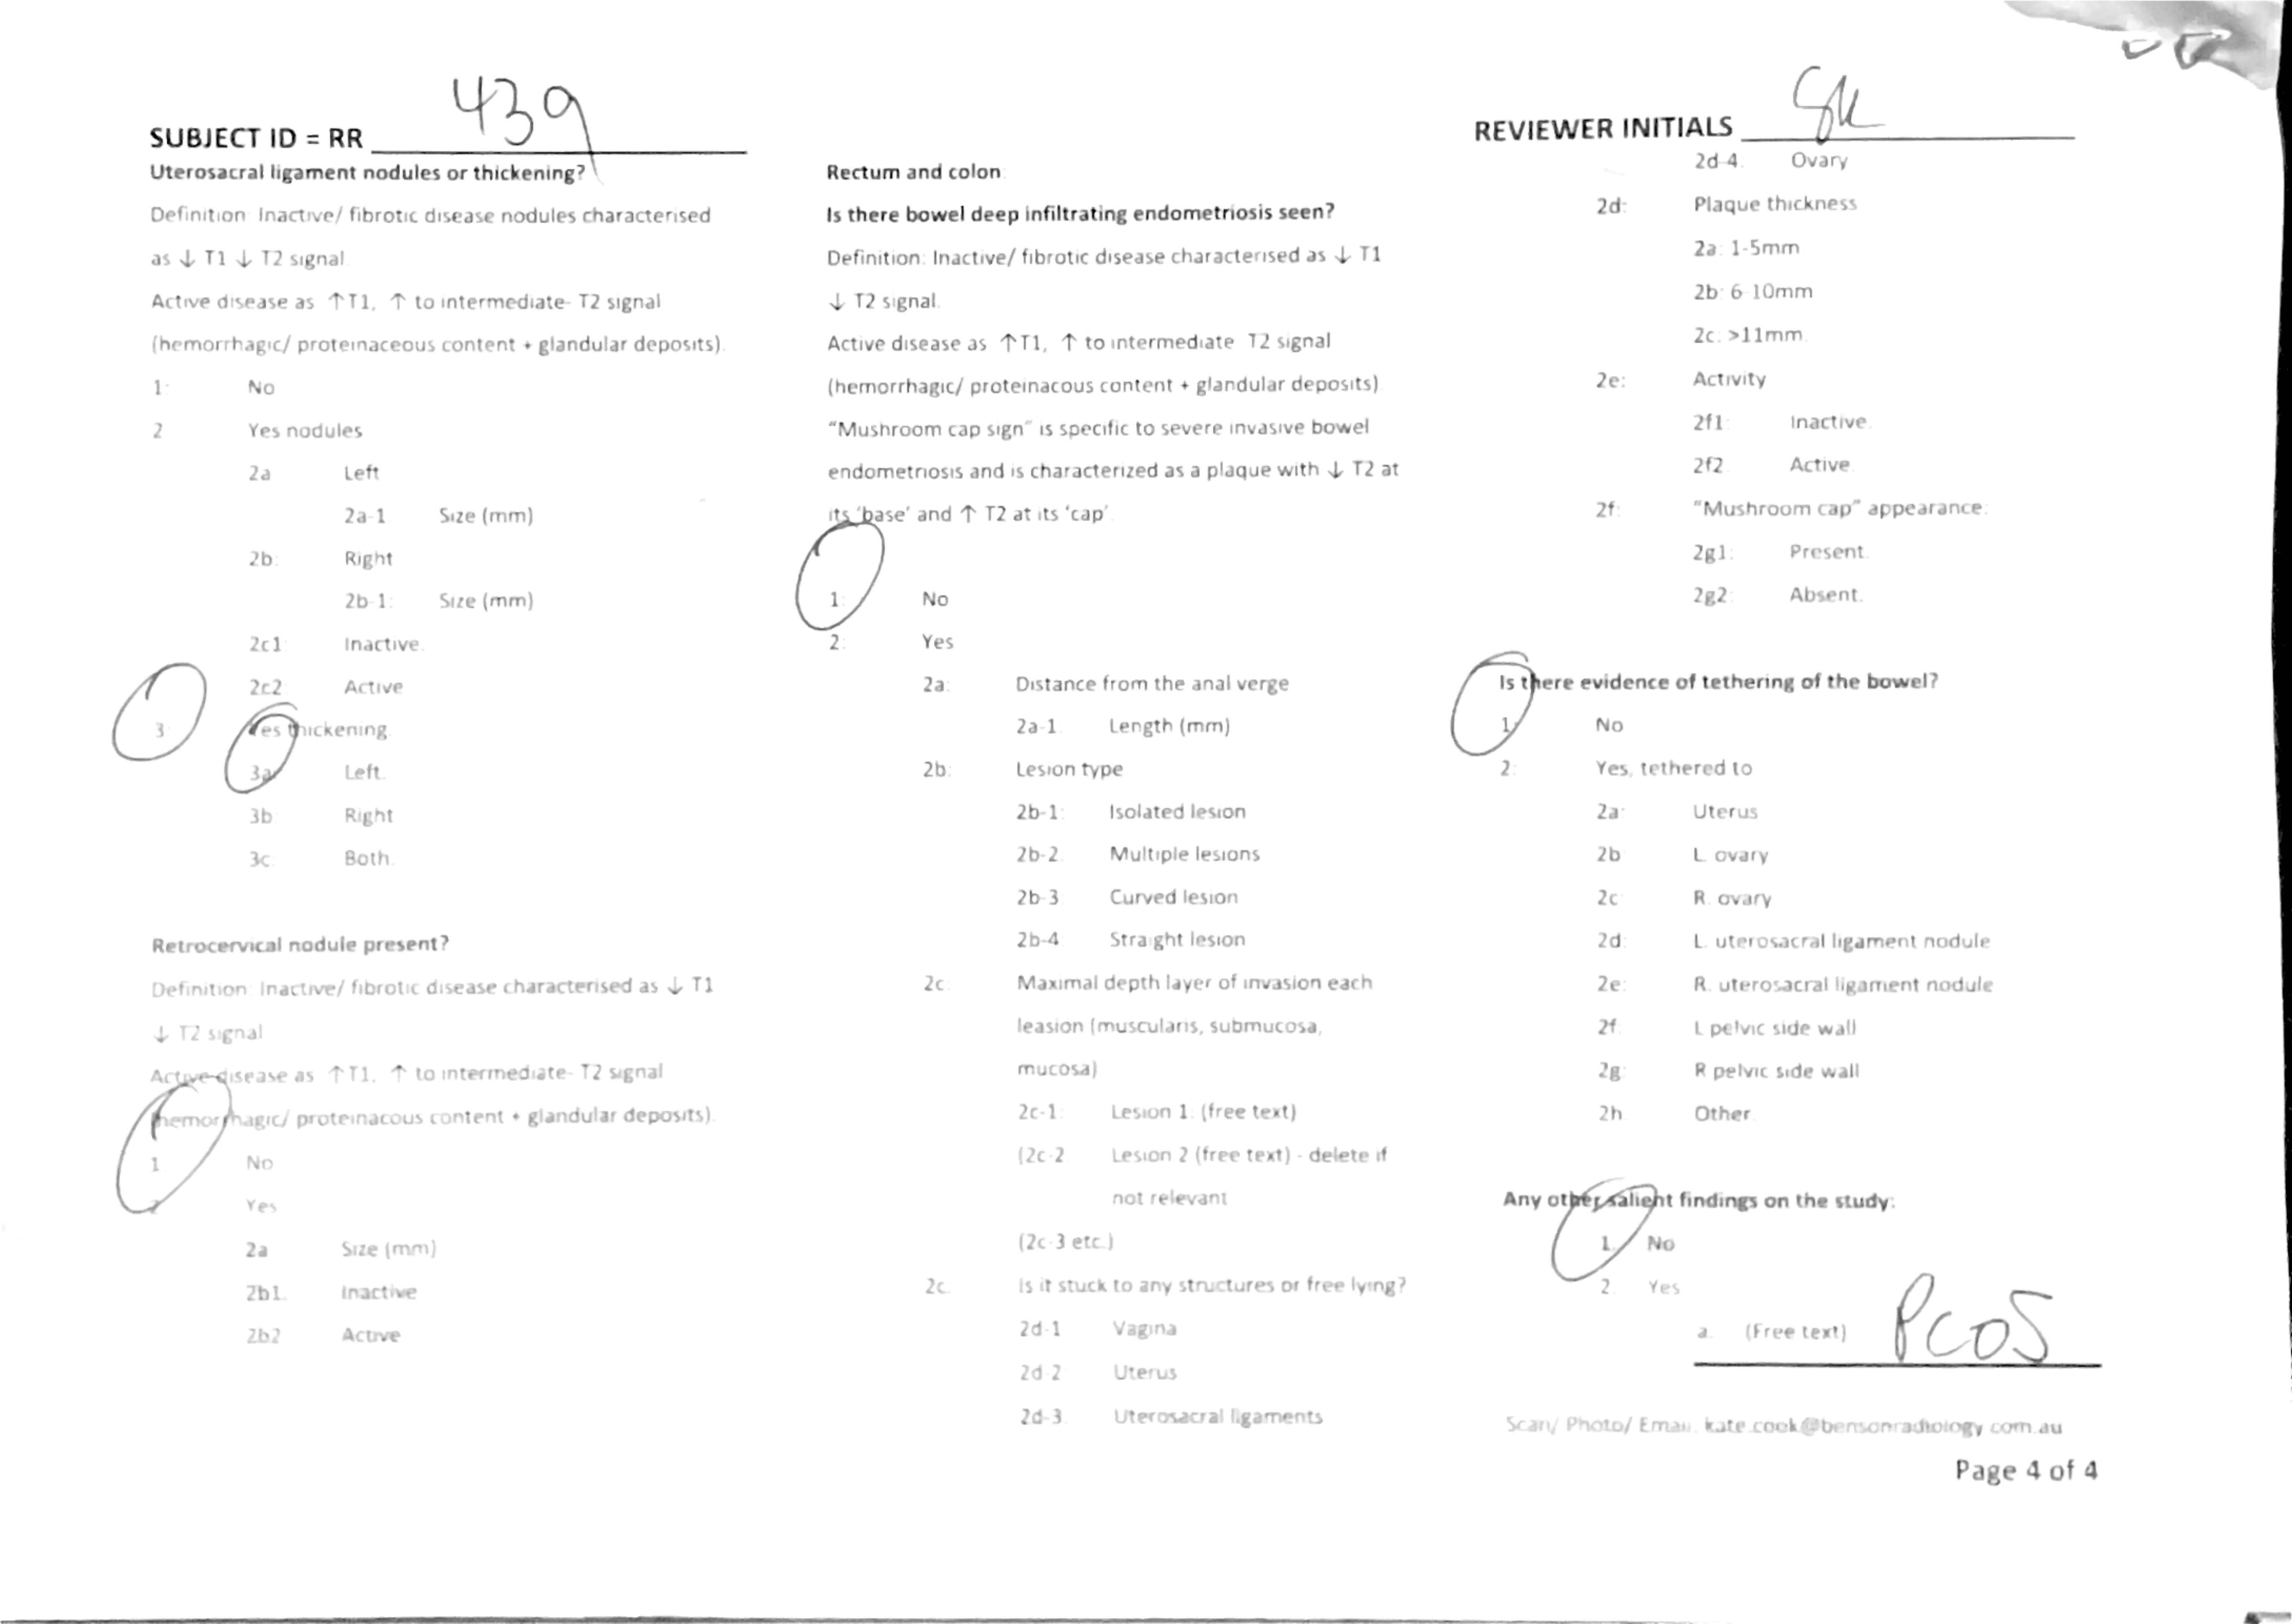 SUBJECT ID = RR 439
Uterosacral ligament nodules or thickening?
Definition Inactive/ fibrotic disease nodules characterised
as ↓ T1 ↓ T2 signal
Active disease as ↑T1, ↑ to intermediate- T2 signal
(hemorrhagic/ proteinaceous content + glandular deposits).
1: No
2 Yes nodules
2a Left
2a-1 Size (mm)
2b: Right
2b-1: Size (mm)
2c1 Inactive.
2c2 Active
3 Yes thickening.
3a Left.
3b Right
3c. Both.
Retrocervical nodule present?
Definition Inactive/ fibrotic disease characterised as ↓ T1
↓ T2 signal
Active disease as ↑T1, ↑ to intermediate- T2 signal
(hemorrhagic/ proteinacous content + glandular deposits).
1 No
2 Yes
2a Size (mm)
2b1. Inactive
2b2 Active
Rectum and colon
Is there bowel deep infiltrating endometriosis seen?
Definition: Inactive/ fibrotic disease characterised as ↓ T1
↓ T2 signal.
Active disease as ↑T1, ↑ to intermediate T2 signal
(hemorrhagic/ proteinacous content + glandular deposits)
“Mushroom cap sign” is specific to severe invasive bowel
endometriosis and is characterized as a plaque with ↓ T2 at
its ‘base’ and ↑ T2 at its ‘cap’.
1: No
2: Yes
2a: Distance from the anal verge
2a-1. Length (mm)
2b: Lesion type
2b-1: Isolated lesion
2b-2. Multiple lesions
2b-3 Curved lesion
2b-4 Straight lesion
2c Maximal depth layer of invasion each
leasion (muscularis, submucosa,
mucosa)
2c-1: Lesion 1: (free text)
(2c-2 Lesion 2 (free text) - delete if
not relevant
(2c-3 etc.)
2c. Is it stuck to any structures or free lying?
2d-1 Vagina
2d-2 Uterus
2d-3. Uterosacral ligaments
REVIEWER INITIALS
2d-4. Ovary
2d: Plaque thickness
2a: 1-5mm
2b: 6-10mm
2c: >11mm.
2e: Activity
2f1: Inactive.
2f2. Active.
2f: “Mushroom cap” appearance.
2g1: Present.
2g2: Absent.
Is there evidence of tethering of the bowel?
1: No
2: Yes, tethered to
2a: Uterus
2b L. ovary
2c R. ovary
2d: L. uterosacral ligament nodule
2e: R. uterosacral ligament nodule
2f. L pelvic side wall
2g: R pelvic side wall
2h Other.
Any other salient findings on the study:
1. No
2. Yes
a. (Free text) PCOS
Scan/ Photo/ Email. kate.cook@bensonradiology.com.au
Page 4 of 4